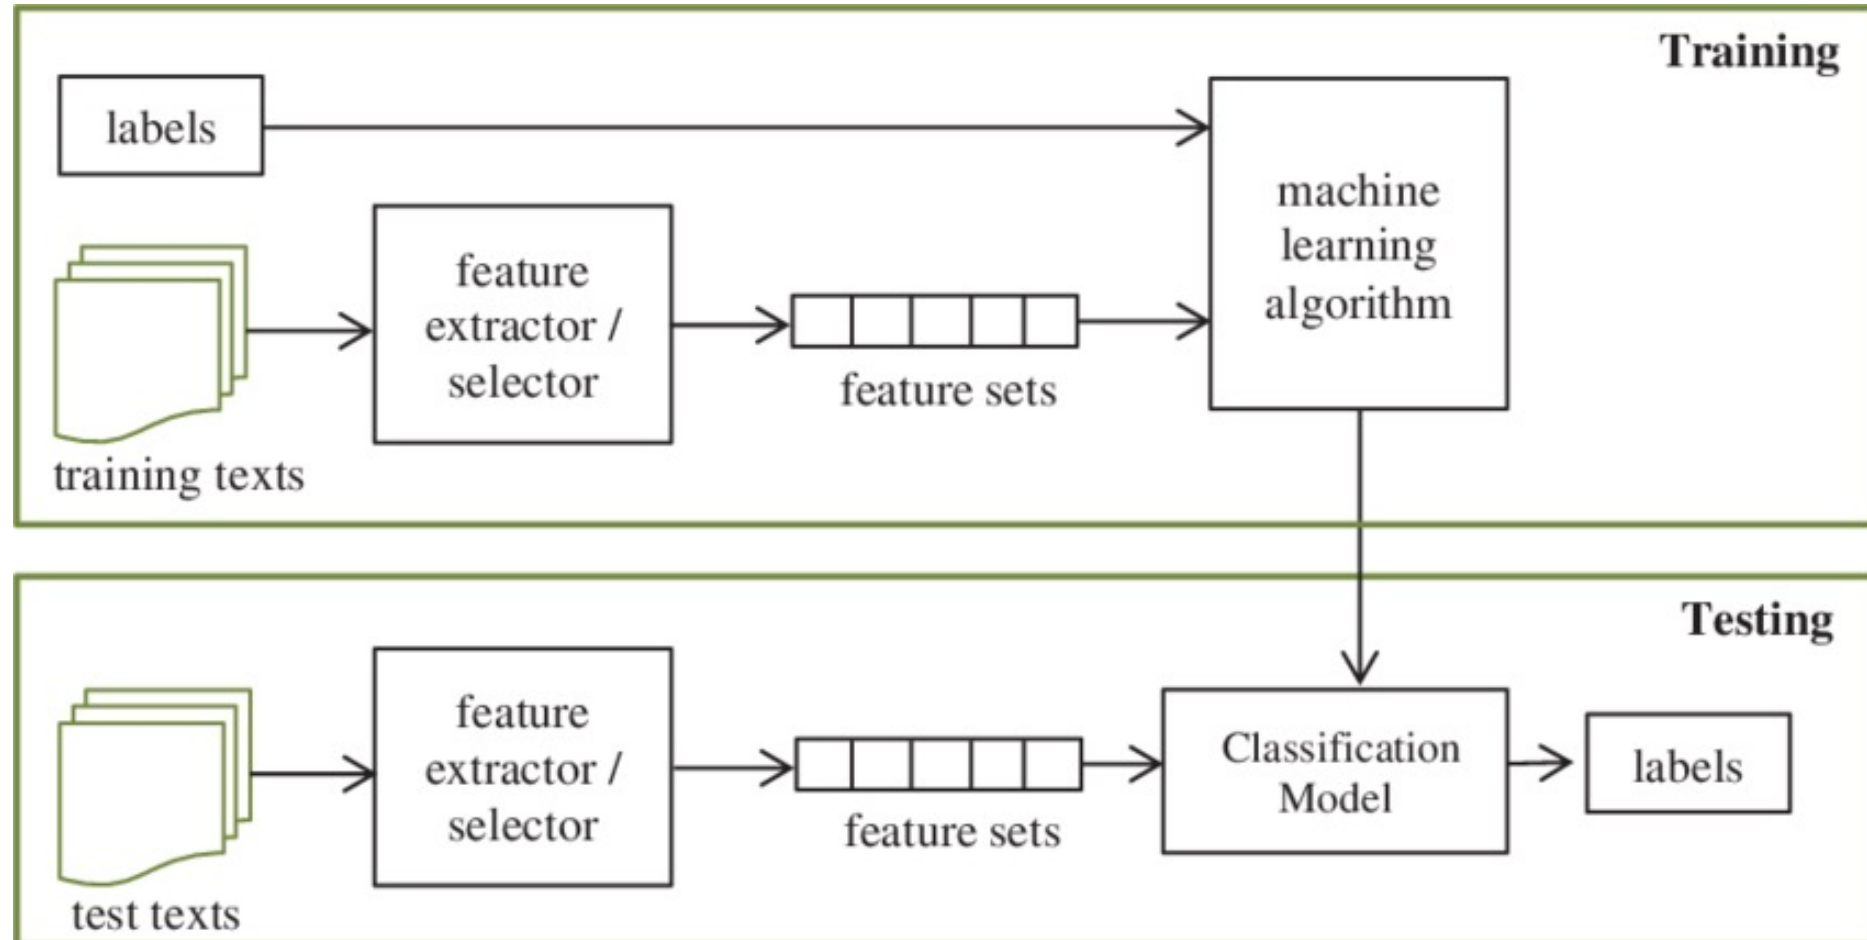 Training
labels
machine
learning
algorithm
feature
extractor /
selector
feature sets
training texts
Testing
feature
extractor /
selector
feature sets
Classification
Model
labels
test texts